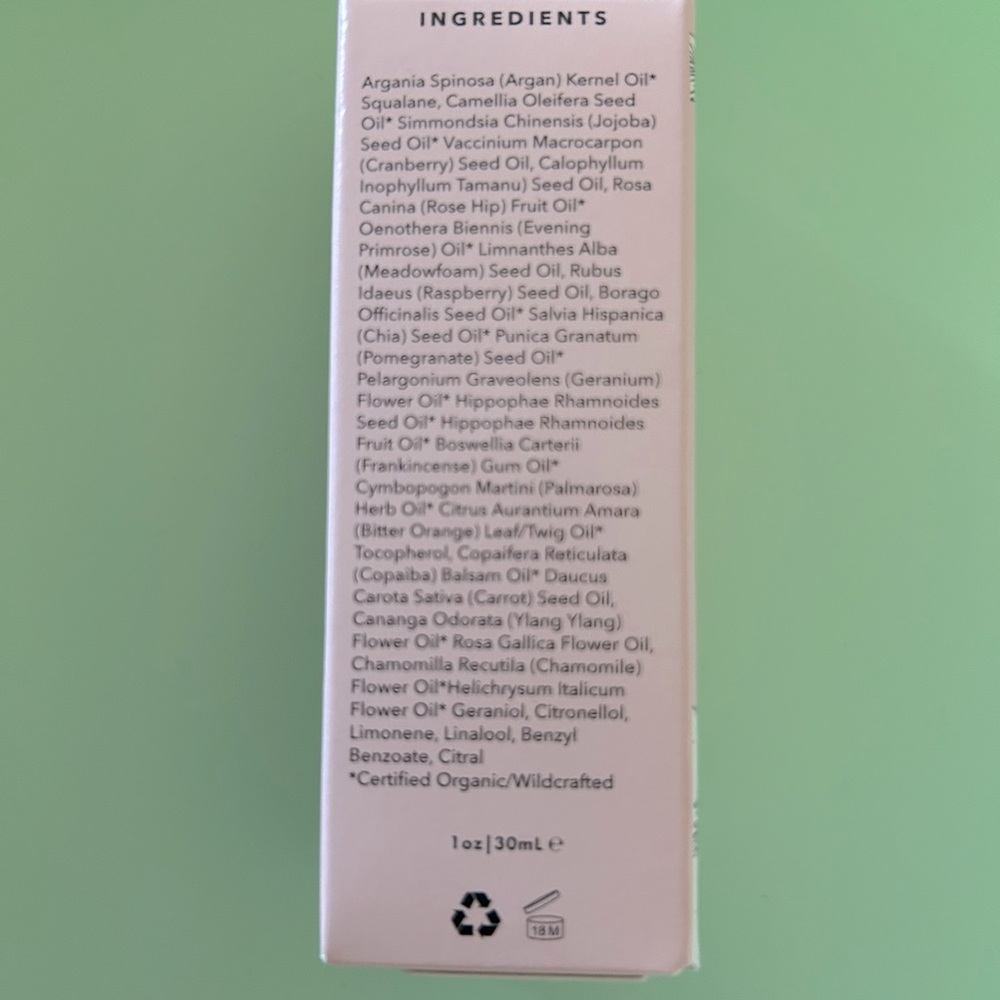 INGREDIENTS
Argania Spinosa (Argan) Kernel Oil*
Squalane, Camellia Oleifera Seed
Oil* Simmondsia Chinensis (Jojoba)
Seed Oil* Vaccinium Macrocarpon
(Cranberry) Seed Oil, Calophyllum
Inophyllum Tamanu) Seed Oil, Rosa
Canina (Rose Hip) Fruit Oil*
Oenothera Biennis (Evening
Primrose) Oil* Limnanthes Alba
(Meadowfoam) Seed Oil, Rubus
Idaeus (Raspberry) Seed Oil, Borago
Officinalis Seed Oil* Salvia Hispanica
(Chia) Seed Oil* Punica Granatum
(Pomegranate) Seed Oil*
Pelargonium Graveolens (Geranium)
Flower Oil* Hippophae Rhamnoides
Seed Oil* Hippophae Rhamnoides
Fruit Oil* Boswellia Carterii
(Frankincense) Gum Oil*
Cymbopogon Martini (Palmarosa)
Herb Oil* Citrus Aurantium Amara
(Bitter Orange) Leaf/Twig Oil*
Tocopherol, Copaifera Reticulata
(Copaiba) Balsam Oil* Daucus
Carota Sativa (Carrot) Seed Oil,
Cananga Odorata (Ylang Ylang)
Flower Oil* Rosa Gallica Flower Oil,
Chamomilla Recutila (Chamomile)
Flower Oil*Helichrysum Italicum
Flower Oil* Geraniol, Citronellol,
Limonene, Linalool, Benzyl
Benzoate, Citral
*Certified Organic/Wildcrafted
1oz|30mL ℮
18 M